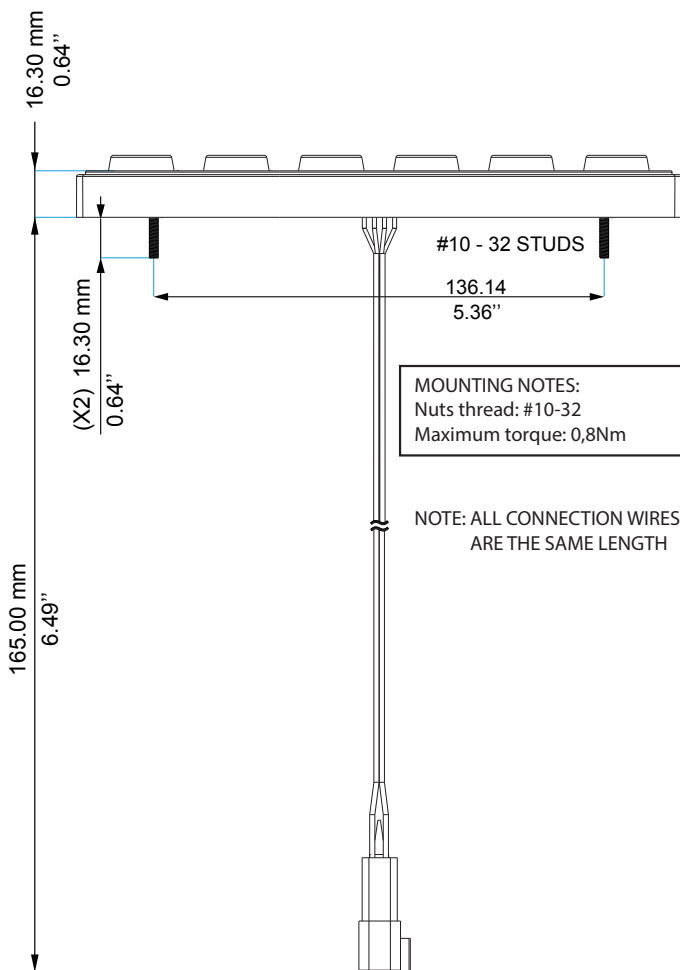 16.30 mm
0.64’’
#10 - 32 STUDS
136.14
5.36’’
(X2) 16.30 mm
0.64’’
MOUNTING NOTES:
Nuts thread: #10-32
Maximum torque: 0,8Nm
NOTE: ALL CONNECTION WIRES
ARE THE SAME LENGTH
165.00 mm
6.49’’